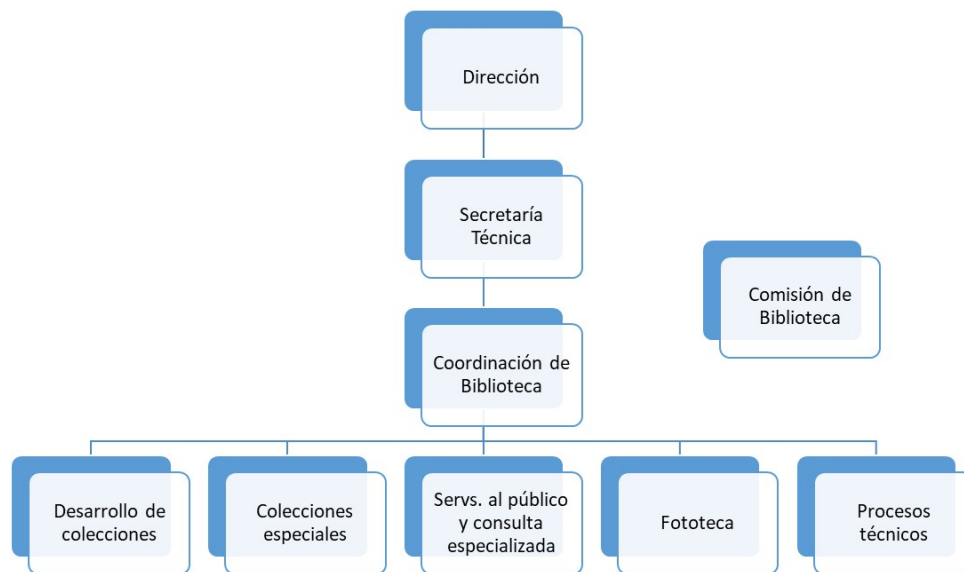 Dirección
Secretaría
Técnica
Comisión de
Biblioteca
Coordinación de
Biblioteca
Desarrollo de
colecciones
Colecciones
especiales
Servs. al público
y consulta
especializada
Fototeca
Procesos
técnicos